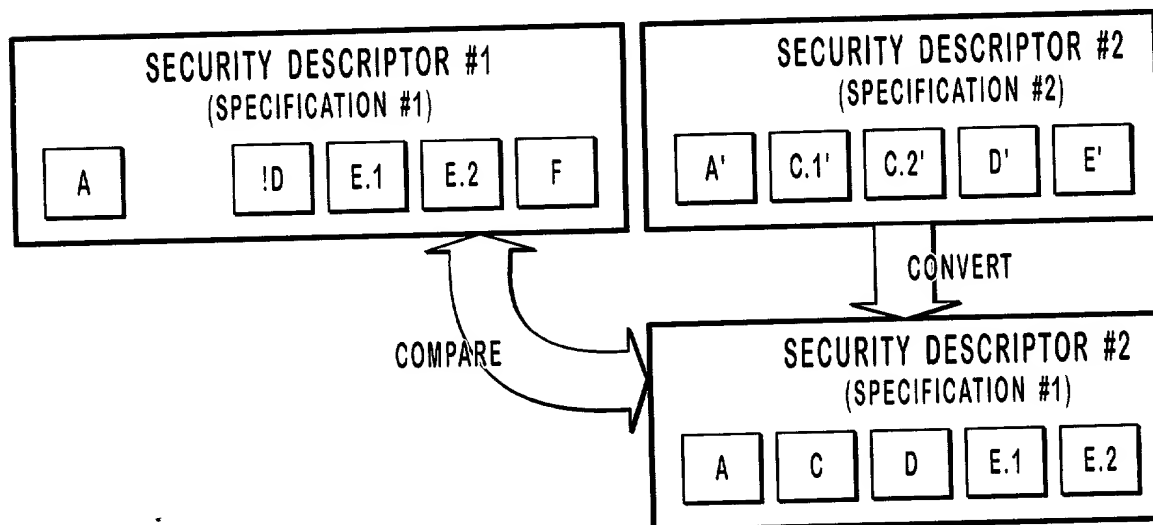 SECURITY DESCRIPTOR #1
(SPECIFICATION #1)
A !D E.1 E.2 F
SECURITY DESCRIPTOR #2
(SPECIFICATION #2)
A' C.1' C.2' D' E'
CONVERT
COMPARE
SECURITY DESCRIPTOR #2
(SPECIFICATION #1)
A C D E.1 E.2